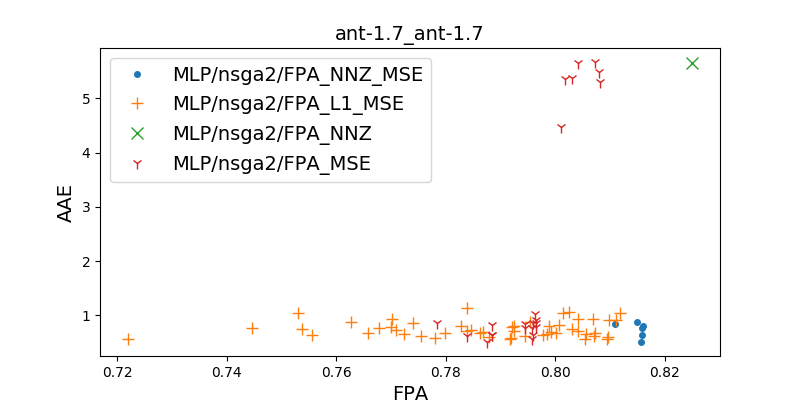 ant-1.7_ant-1.7
MLP/nsga2/FPA_NNZ_MSE
MLP/nsga2/FPA_L1_MSE
MLP/nsga2/FPA_NNZ
MLP/nsga2/FPA_MSE
AAE
5
4
3
2
1
0.72 0.74 0.76 0.78 0.80 0.82
FPA